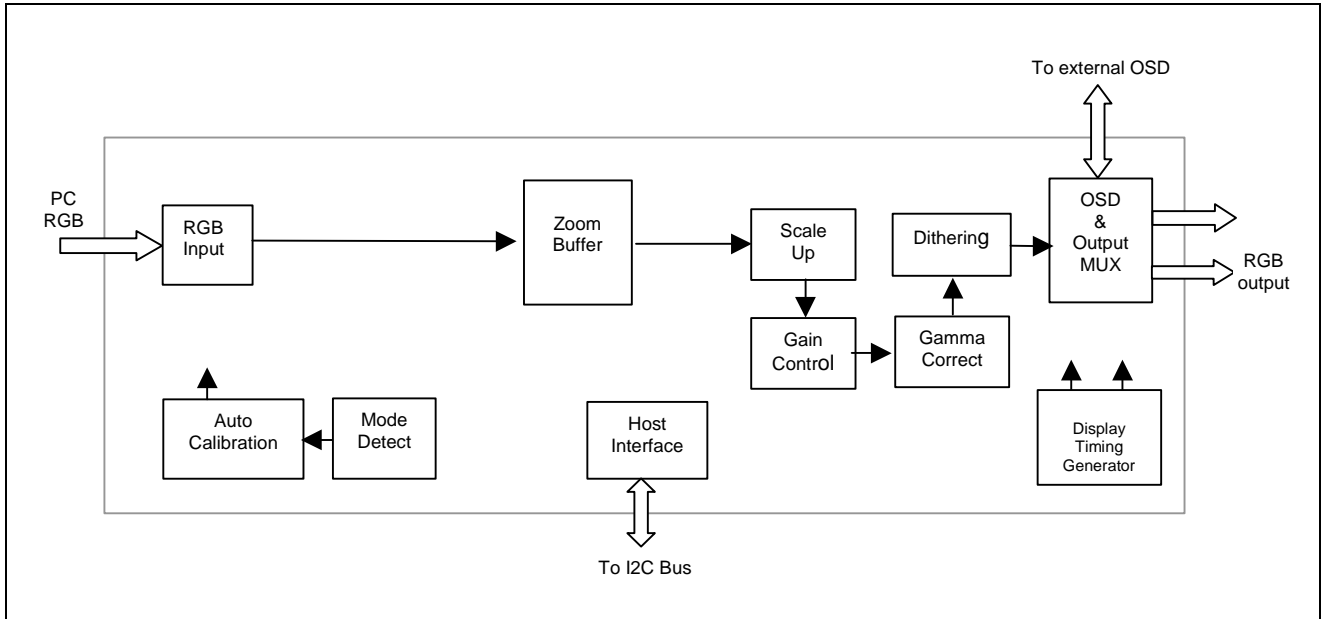 To external OSD
PC
RGB
RGB
Input
Zoom
Buffer
Scale
Up
Dithering
OSD
&
Output
MUX
RGB
output
Gain
Control
Gamma
Correct
Auto
Calibration
Mode
Detect
Host
Interface
Display
Timing
Generator
To I2C Bus